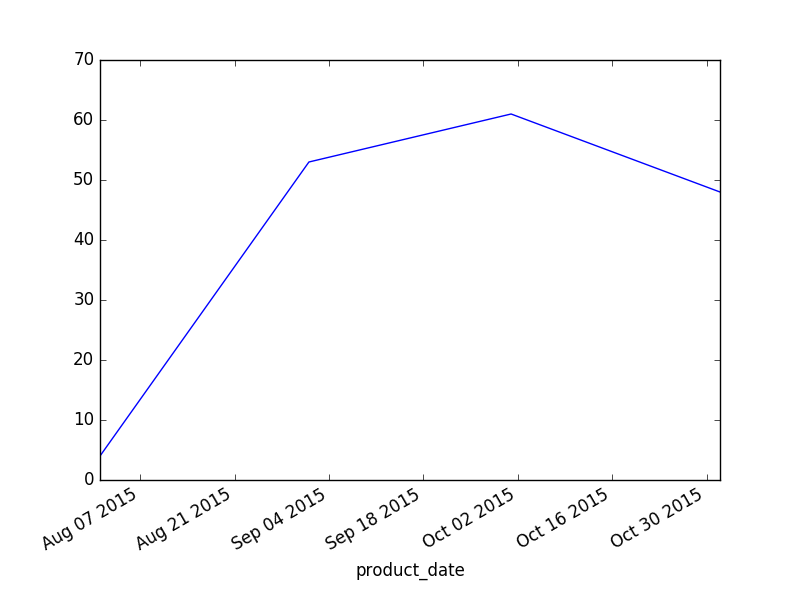 70
60
50
40
30
20
10
0
Aug 07 2015
Aug 21 2015
Sep 04 2015
Sep 18 2015
Oct 02 2015
Oct 16 2015
Oct 30 2015
product_date